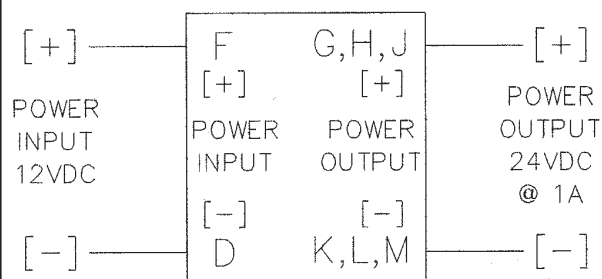 [+] F G,H,J [+]
[+] [+]
POWER INPUT 12VDC
POWER INPUT
POWER OUTPUT
POWER OUTPUT 24VDC @ 1A
[-] [-]
[-] D K,L,M [-]